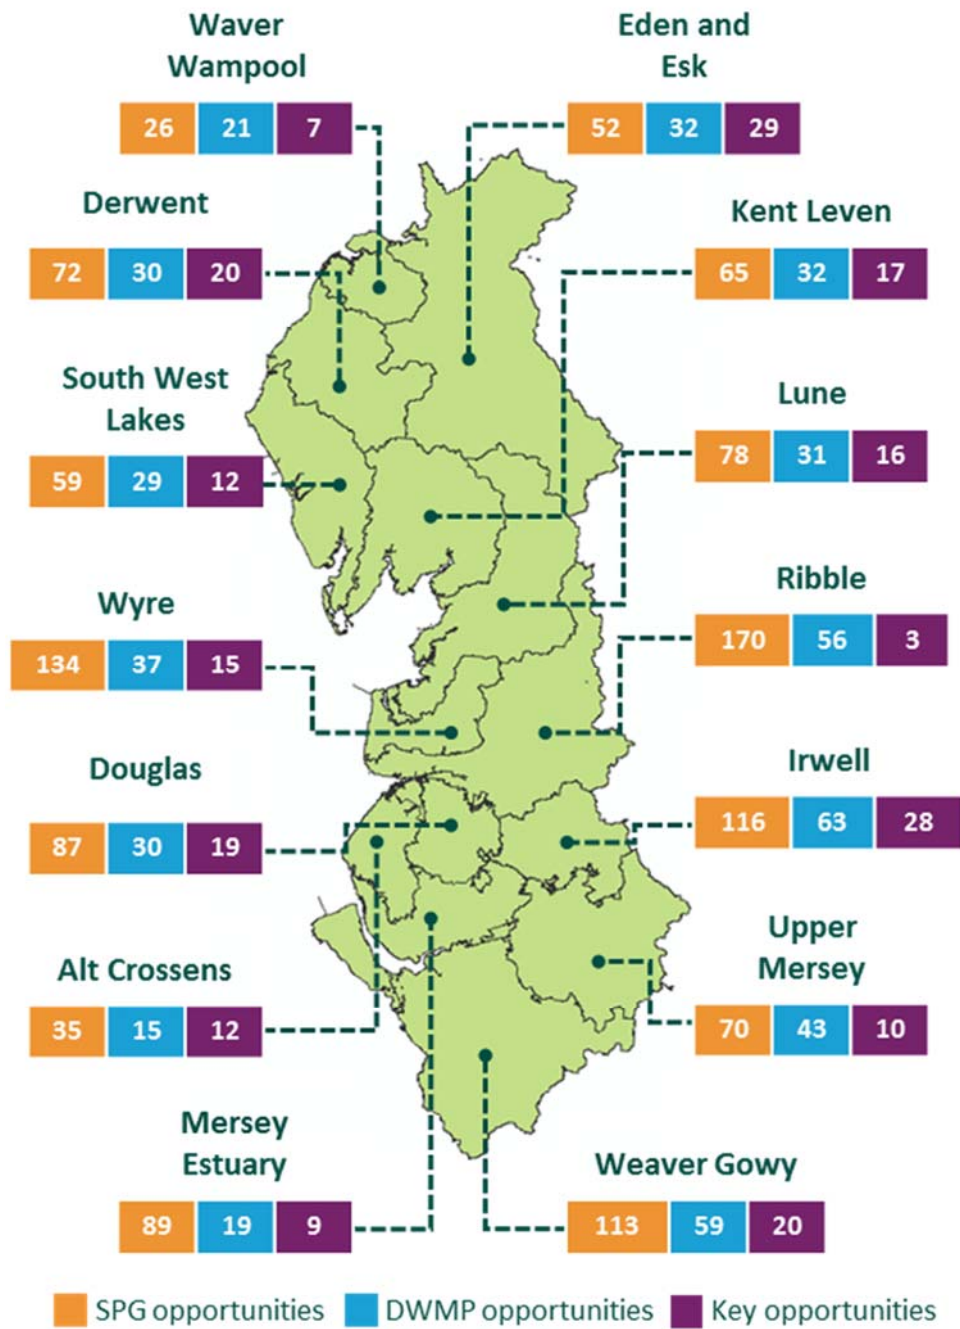 Waver
Wampool
26 21 7
Eden and
Esk
52 32 29
Derwent
72 30 20
Kent Leven
65 32 17
South West
Lakes
59 29 12
Lune
78 31 16
Wyre
134 37 15
Ribble
170 56 3
Douglas
87 30 19
Irwell
116 63 28
Alt Crossens
35 15 12
Upper
Mersey
70 43 10
Mersey
Estuary
89 19 9
Weaver Gowy
113 59 20
SPG opportunities DWMP opportunities Key opportunities